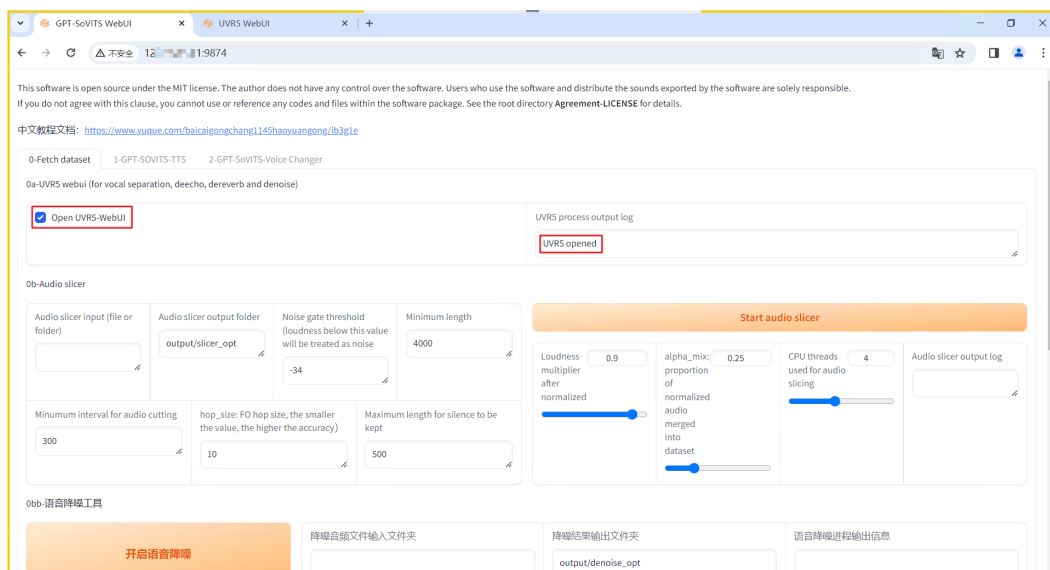 GPT-SoVITS WebUI
UVR5 WebUI
不安全
1:9874
This software is open source under the MIT license. The author does not have any control over the software. Users who use the software and distribute the sounds exported by the software are solely responsible.
If you do not agree with this clause, you cannot use or reference any codes and files within the software package. See the root directory Agreement-LICENSE for details.
中文教程文档：https://www.yuque.com/baicaigongchang1145haoyuangong/ib3g1e
0-Fetch dataset
1-GPT-SOVITS-TTS
2-GPT-SoVITS-Voice Changer
0a-UVR5 webui (for vocal separation, deecho, dereverb and denoise)
Open UVR5-WebUI
UVR5 process output log
UVR5 opened
0b-Audio slicer
Audio slicer input (file or
folder)
Audio slicer output folder
output/slicer_opt
Noise gate threshold
(loudness below this value
will be treated as noise
-34
Minimum length
4000
Start audio slicer
Loudness
multiplier
after
normalized
0.9
alpha_mix:
proportion
of
normalized
audio
merged
into
dataset
0.25
CPU threads
used for audio
slicing
4
Audio slicer output log
Minumum interval for audio cutting
300
hop_size: FO hop size, the smaller
the value, the higher the accuracy）
10
Maximum length for silence to be
kept
500
0bb-语音降噪工具
开启语音降噪
降噪音频文件输入文件夹
降噪结果输出文件夹
output/denoise_opt
语音降噪进程输出信息